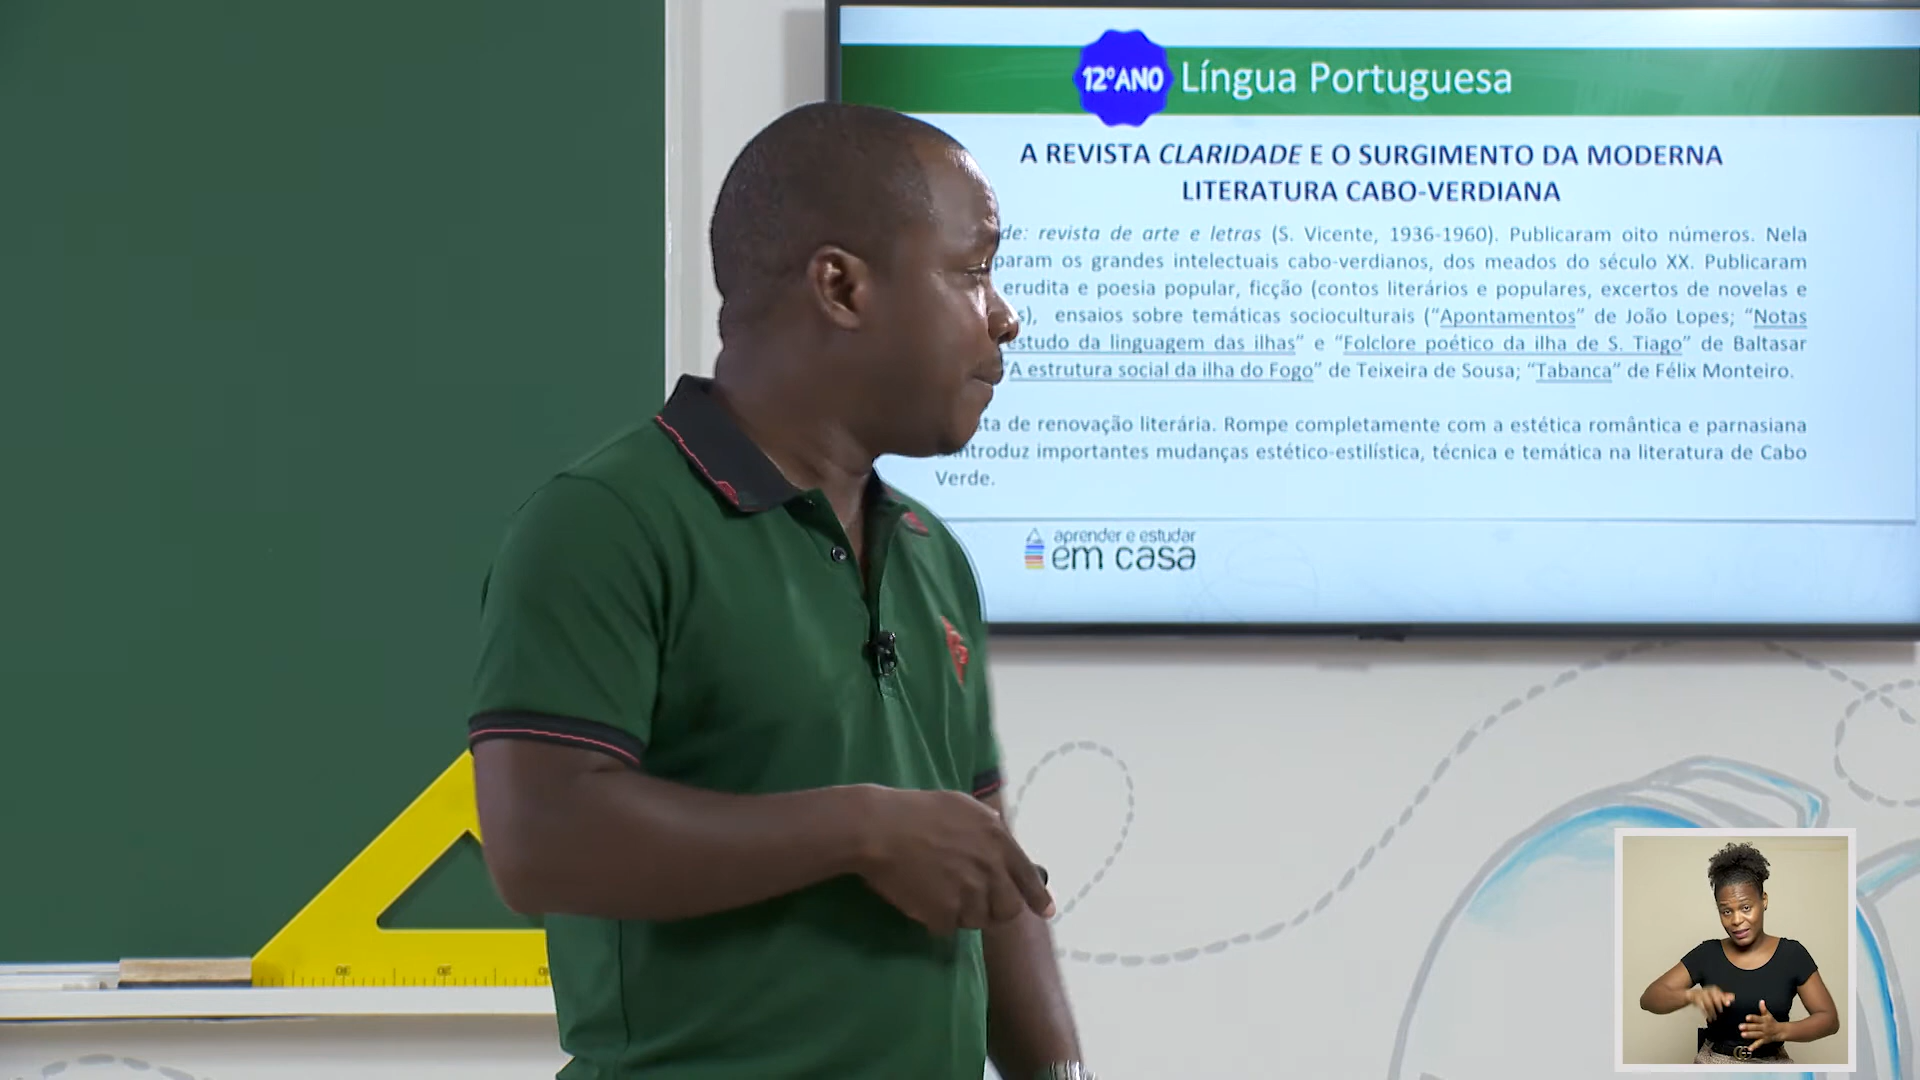 12ºANO Língua Portuguesa
A REVISTA CLARIDADE E O SURGIMENTO DA MODERNA
LITERATURA CABO-VERDIANA
revista de arte e letras (S. Vicente, 1936-1960). Publicaram oito números. Nela
os grandes intelectuais cabo-verdianos, dos meados do século XX. Publicaram
erudita e poesia popular, ficção (contos literários e populares, excertos de novelas e
ensaios sobre temáticas socioculturais (“Apontamentos” de João Lopes; “Notas
estudo da linguagem das ilhas” e “Folclore poético da ilha de S. Tiago” de Baltasar
“A estrutura social da ilha do Fogo” de Teixeira de Sousa; “Tabanca” de Félix Monteiro.
de renovação literária. Rompe completamente com a estética romântica e parnasiana
introduz importantes mudanças estético-estilística, técnica e temática na literatura de Cabo
Verde.
aprender e estudar
em casa